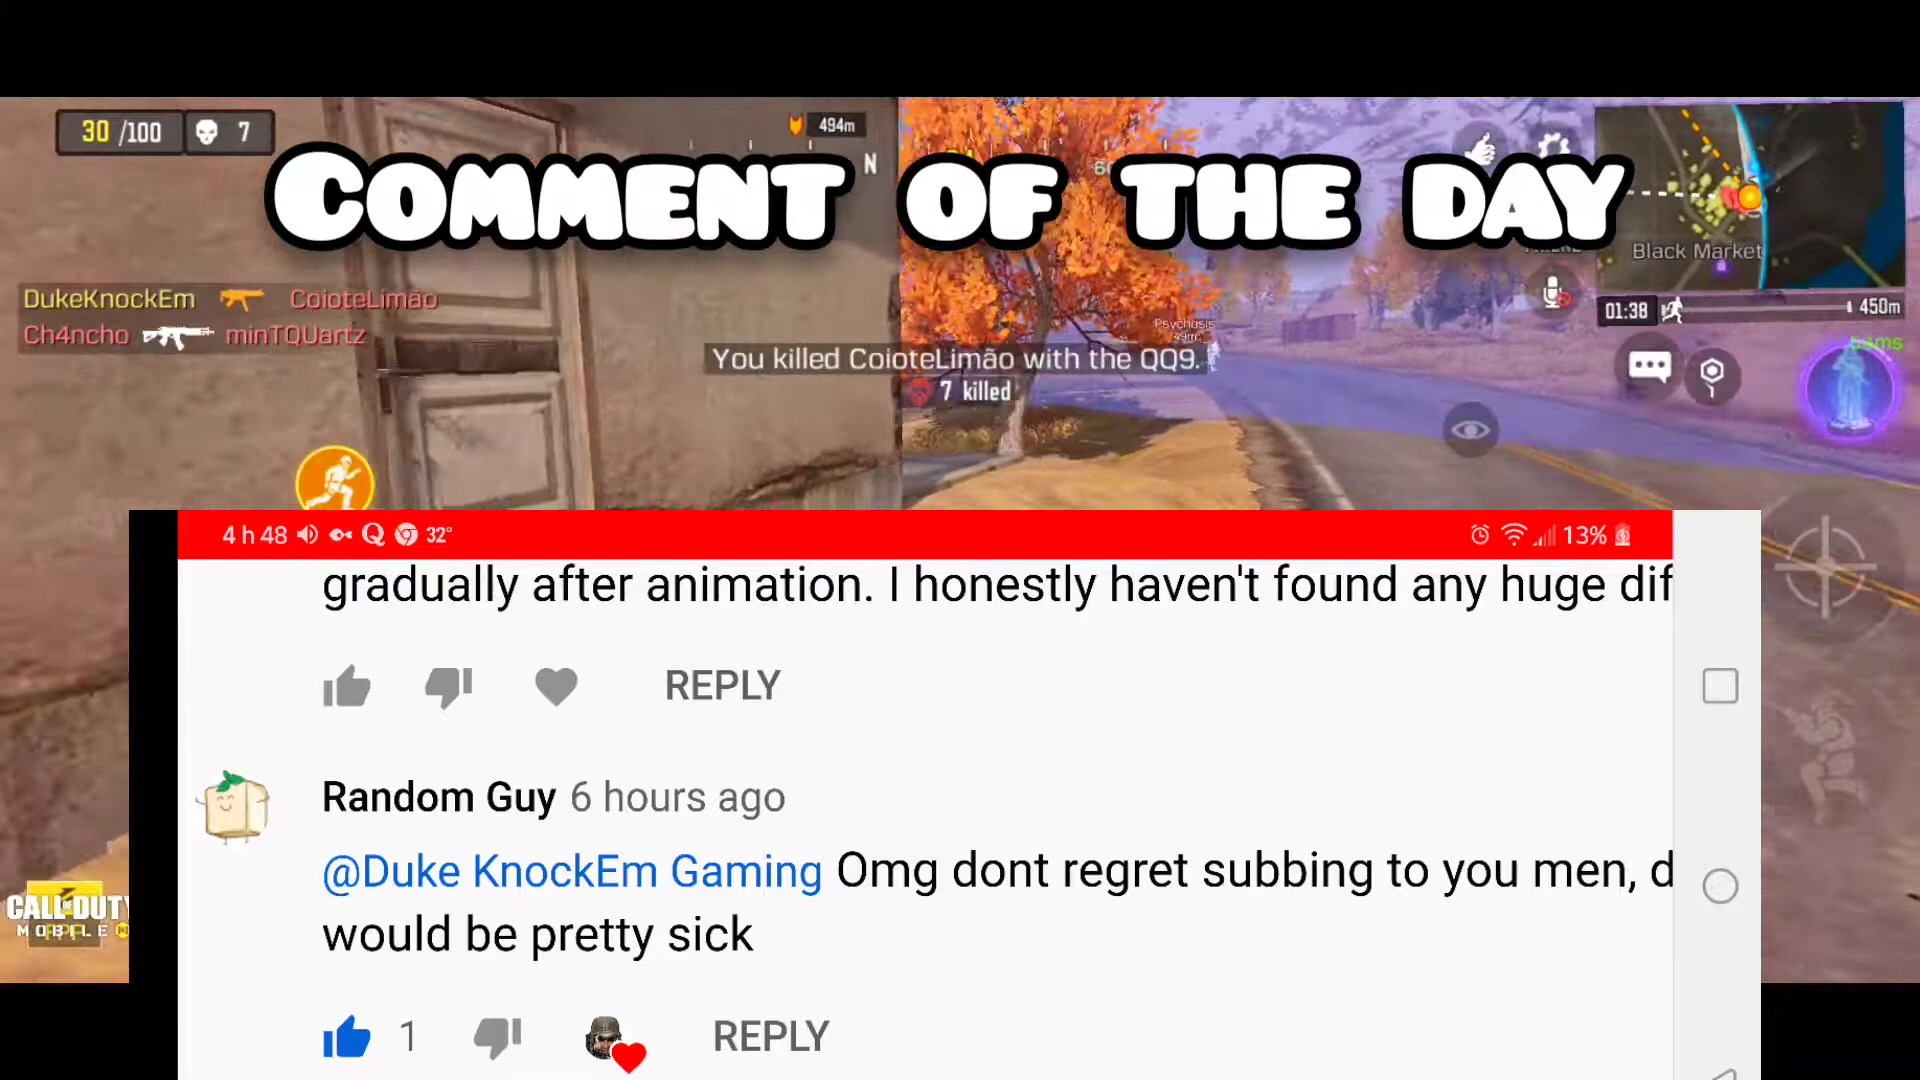 30 /100 7
494m
N
COMMENT OF THE DAY
Black Market
DukeKnockEm CoioteLimão
Ch4ncho minTQUartz
01:38 450m
Psychosis
You killed CoioteLimão with the QQ9.
7 killed
4 h 48 32° 13%
gradually after animation. I honestly haven't found any huge dif
REPLY
Random Guy 6 hours ago
@Duke KnockEm Gaming Omg dont regret subbing to you men, d
would be pretty sick
CALL OF DUTY
MOBILE
1 REPLY